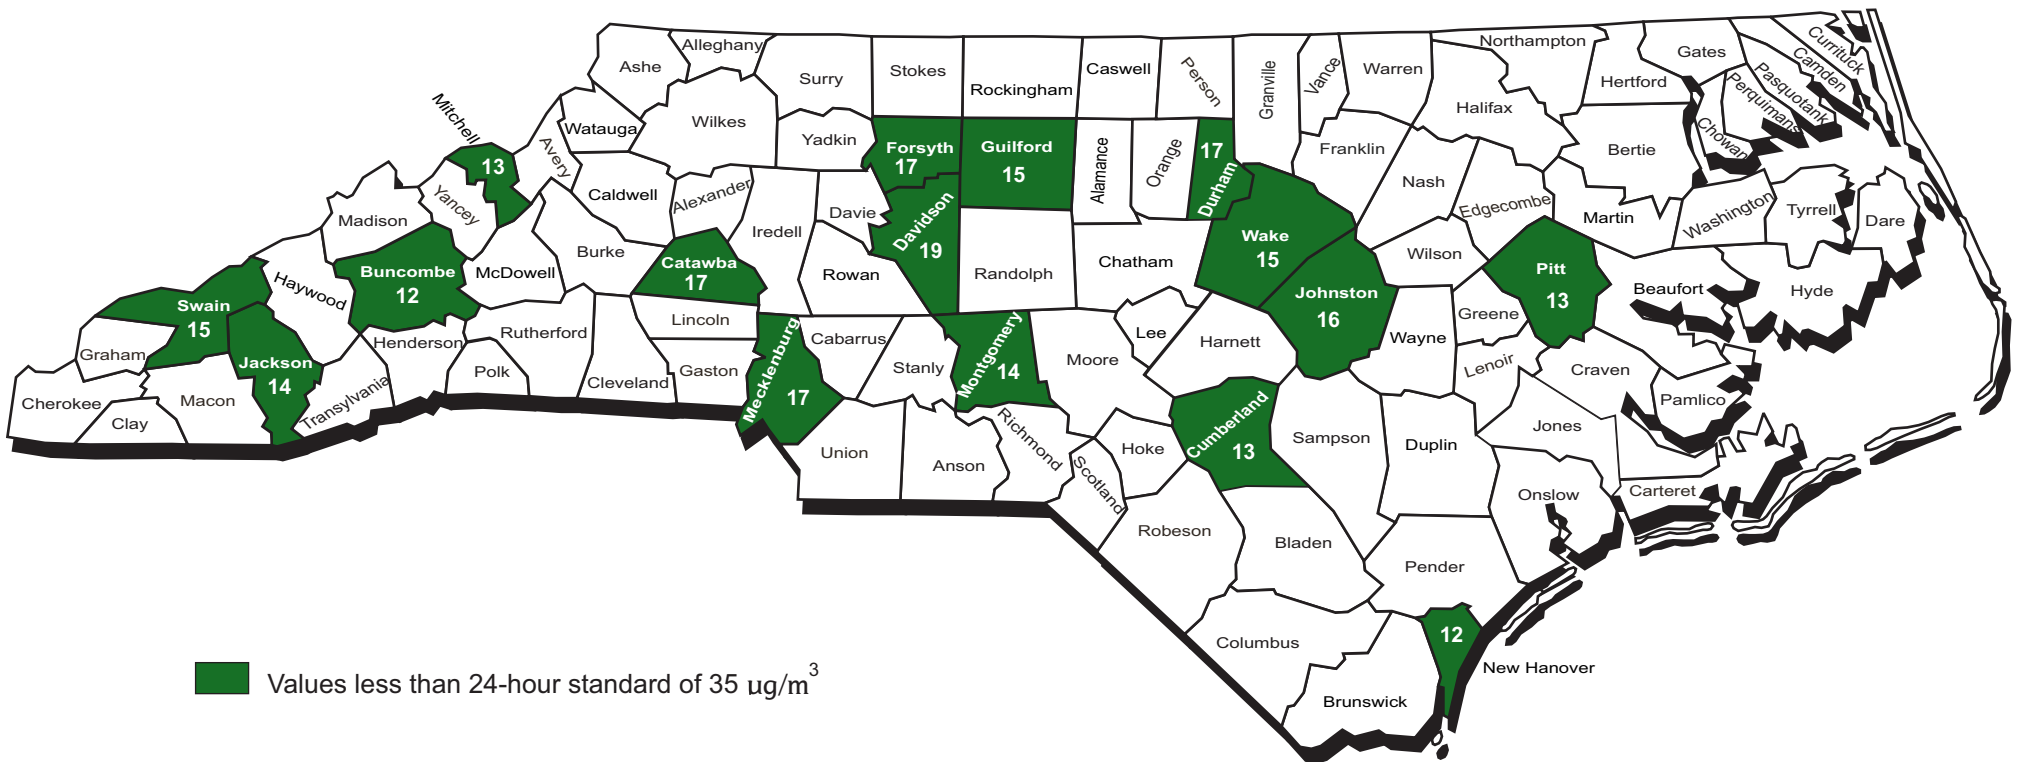 Alleghany
Ashe
Surry
Stokes
Rockingham
Caswell
Person
Granville
Vance
Warren
Northampton
Gates
Currituck
Camden
Pasquotank
Perquimans
Chowan
Hertford
Halifax
Mitchell
13
Watauga
Wilkes
Yadkin
Forsyth
17
Guilford
15
Alamance
Orange
17
Durham
Franklin
Nash
Edgecombe
Bertie
Martin
Washington
Tyrrell
Dare
Avery
Yancey
Madison
Caldwell
Alexander
Iredell
Davie
Davidson
19
Randolph
Chatham
Wake
15
Johnston
16
Wilson
Pitt
13
Beaufort
Hyde
Swain
15
Haywood
Buncombe
12
McDowell
Burke
Catawba
17
Rowan
Lincoln
Rutherford
Henderson
Graham
Jackson
14
Cherokee
Clay
Macon
Transylvania
Polk
Cleveland
Gaston
Mecklenburg
17
Cabarrus
Stanly
Montgomery
14
Moore
Lee
Harnett
Wayne
Greene
Lenoir
Craven
Pamlico
Jones
Union
Anson
Richmond
Scotland
Hoke
Cumberland
13
Sampson
Duplin
Onslow
Carteret
Robeson
Bladen
Pender
Columbus
Brunswick
12
New Hanover
Values less than 24-hour standard of 35 µg/m³